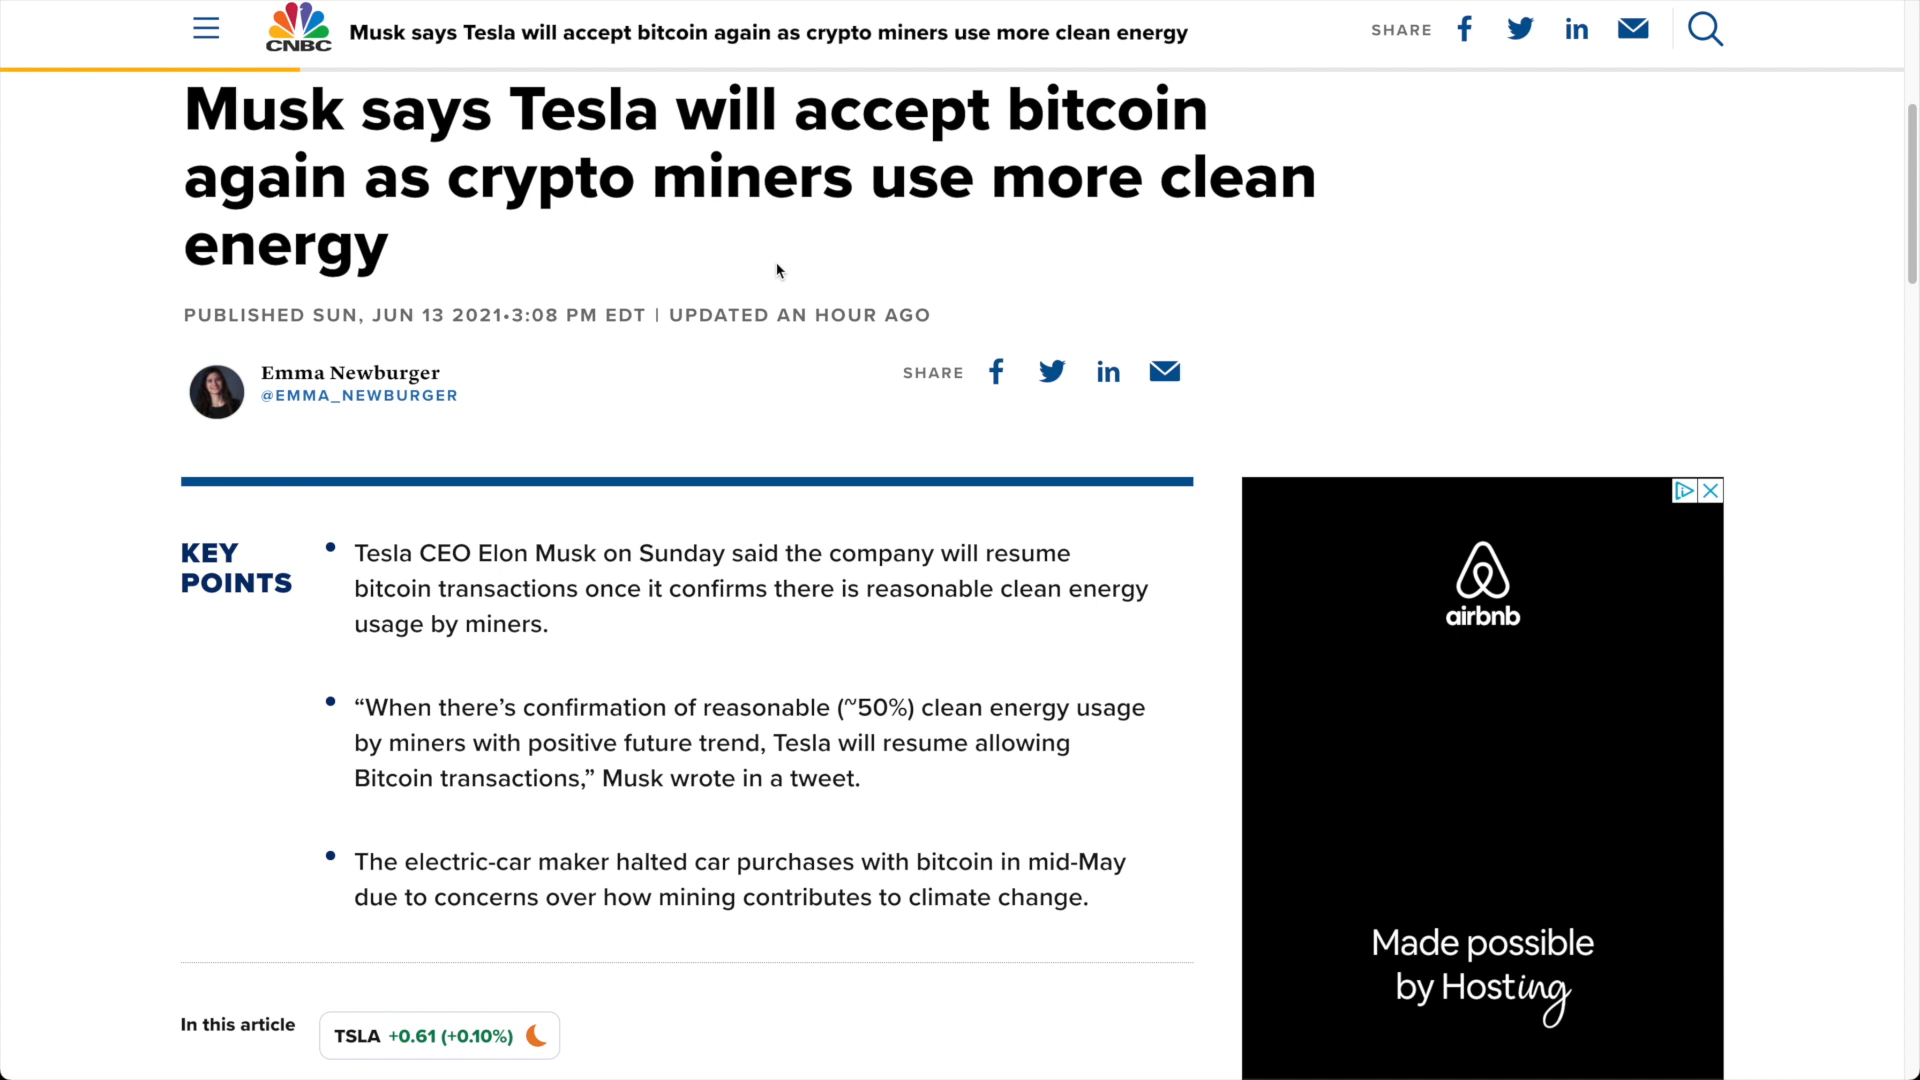 CNBC
Musk says Tesla will accept bitcoin again as crypto miners use more clean energy
SHARE
Musk says Tesla will accept bitcoin
again as crypto miners use more clean
energy
PUBLISHED SUN, JUN 13 2021•3:08 PM EDT | UPDATED AN HOUR AGO
Emma Newburger
@EMMA_NEWBURGER
SHARE
KEY
POINTS
• Tesla CEO Elon Musk on Sunday said the company will resume
bitcoin transactions once it confirms there is reasonable clean energy
usage by miners.
• “When there’s confirmation of reasonable (~50%) clean energy usage
by miners with positive future trend, Tesla will resume allowing
Bitcoin transactions,” Musk wrote in a tweet.
• The electric-car maker halted car purchases with bitcoin in mid-May
due to concerns over how mining contributes to climate change.
In this article
TSLA +0.61 (+0.10%)
airbnb
Made possible
by Hosting